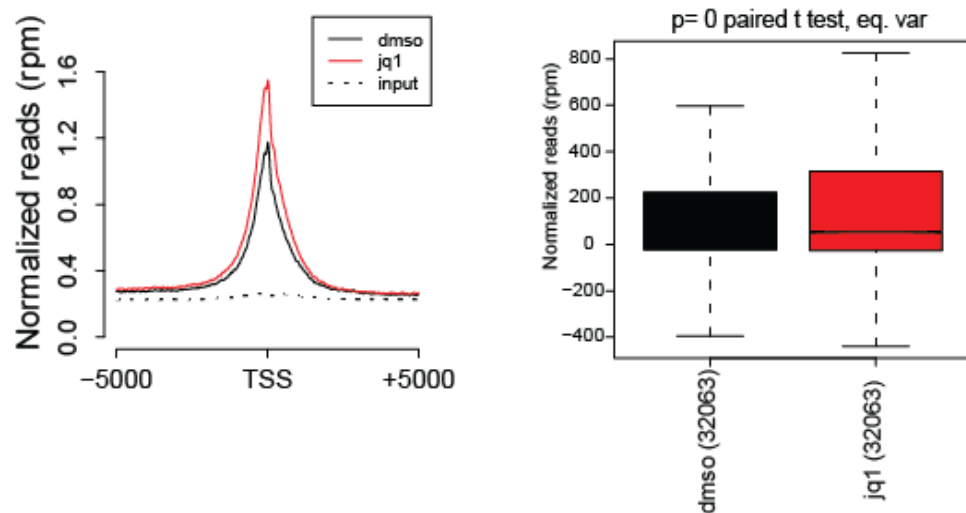 dmso
jq1
input
Normalized reads (rpm)
1.6
1.2
0.8
0.4
0.0
−5000
TSS
+5000
p= 0 paired t test, eq. var
Normalized reads (rpm)
800
600
400
200
0
−200
−400
dmso (32063)
jq1 (32063)